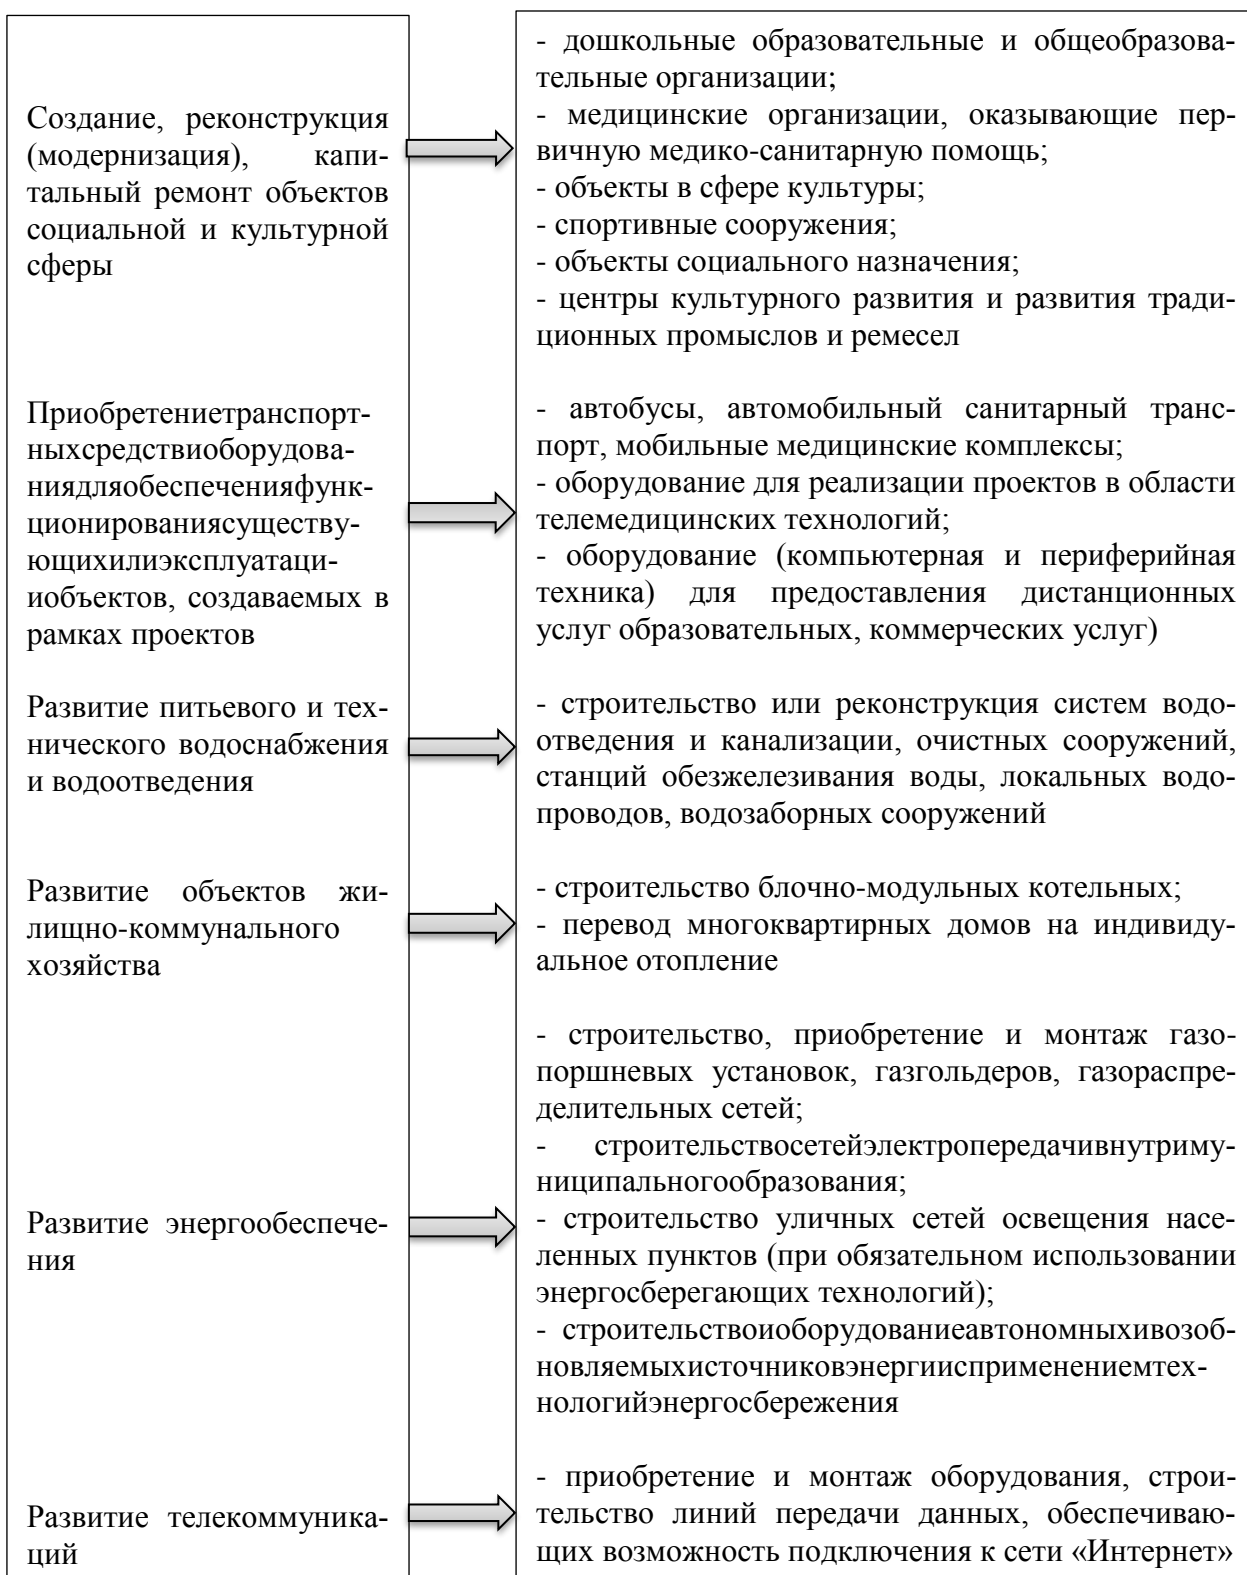 Создание, реконструкция
(модернизация), капи-
тальный ремонт объектов
социальной и культурной
сферы
- дошкольные образовательные и общеобразова-
тельные организации;
- медицинские организации, оказывающие пер-
вичную медико-санитарную помощь;
- объекты в сфере культуры;
- спортивные сооружения;
- объекты социального назначения;
- центры культурного развития и развития тради-
ционных промыслов и ремесел
Приобретениетранспорт-
ныхсредствиоборудова-
ниядляобеспеченияфунк-
ционированиясуществу-
ющихилиэксплуатаци-
иобъектов, создаваемых в
рамках проектов
- автобусы, автомобильный санитарный транс-
порт, мобильные медицинские комплексы;
- оборудование для реализации проектов в области
телемедицинских технологий;
- оборудование (компьютерная и периферийная
техника) для предоставления дистанционных
услуг образовательных, коммерческих услуг)
Развитие питьевого и тех-
нического водоснабжения
и водоотведения
- строительство или реконструкция систем водо-
отведения и канализации, очистных сооружений,
станций обезжелезивания воды, локальных водо-
проводов, водозаборных сооружений
Развитие объектов жи-
лищно-коммунального
хозяйства
- строительство блочно-модульных котельных;
- перевод многоквартирных домов на индивиду-
альное отопление
Развитие энергообеспече-
ния
- строительство, приобретение и монтаж газо-
поршневых установок, газгольдеров, газораспре-
делительных сетей;
- строительствосетейэлектропередачивнутриму-
ниципальногообразования;
- строительство уличных сетей освещения насе-
ленных пунктов (при обязательном использовании
энергосберегающих технологий);
- строительствоиоборудованиеавтономныхивозоб-
новляемыхисточниковэнергииисприменениемтех-
нологийэнергосбережения
Развитие телекоммуника-
ций
- приобретение и монтаж оборудования, строи-
тельство линий передачи данных, обеспечиваю-
щих возможность подключения к сети «Интернет»